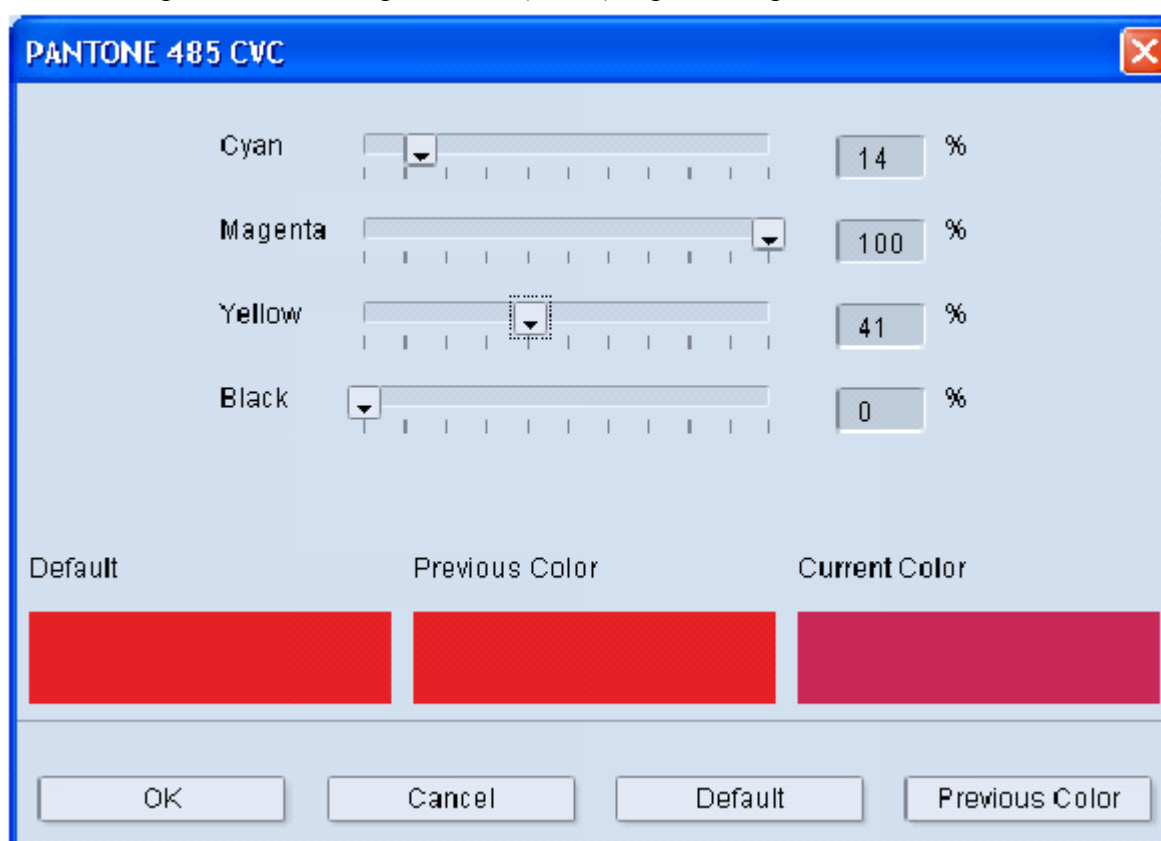 PANTONE 485 CVC
Cyan 14 %
Magenta 100 %
Yellow 41 %
Black 0 %
Default Previous Color Current Color
OK Cancel Default Previous Color